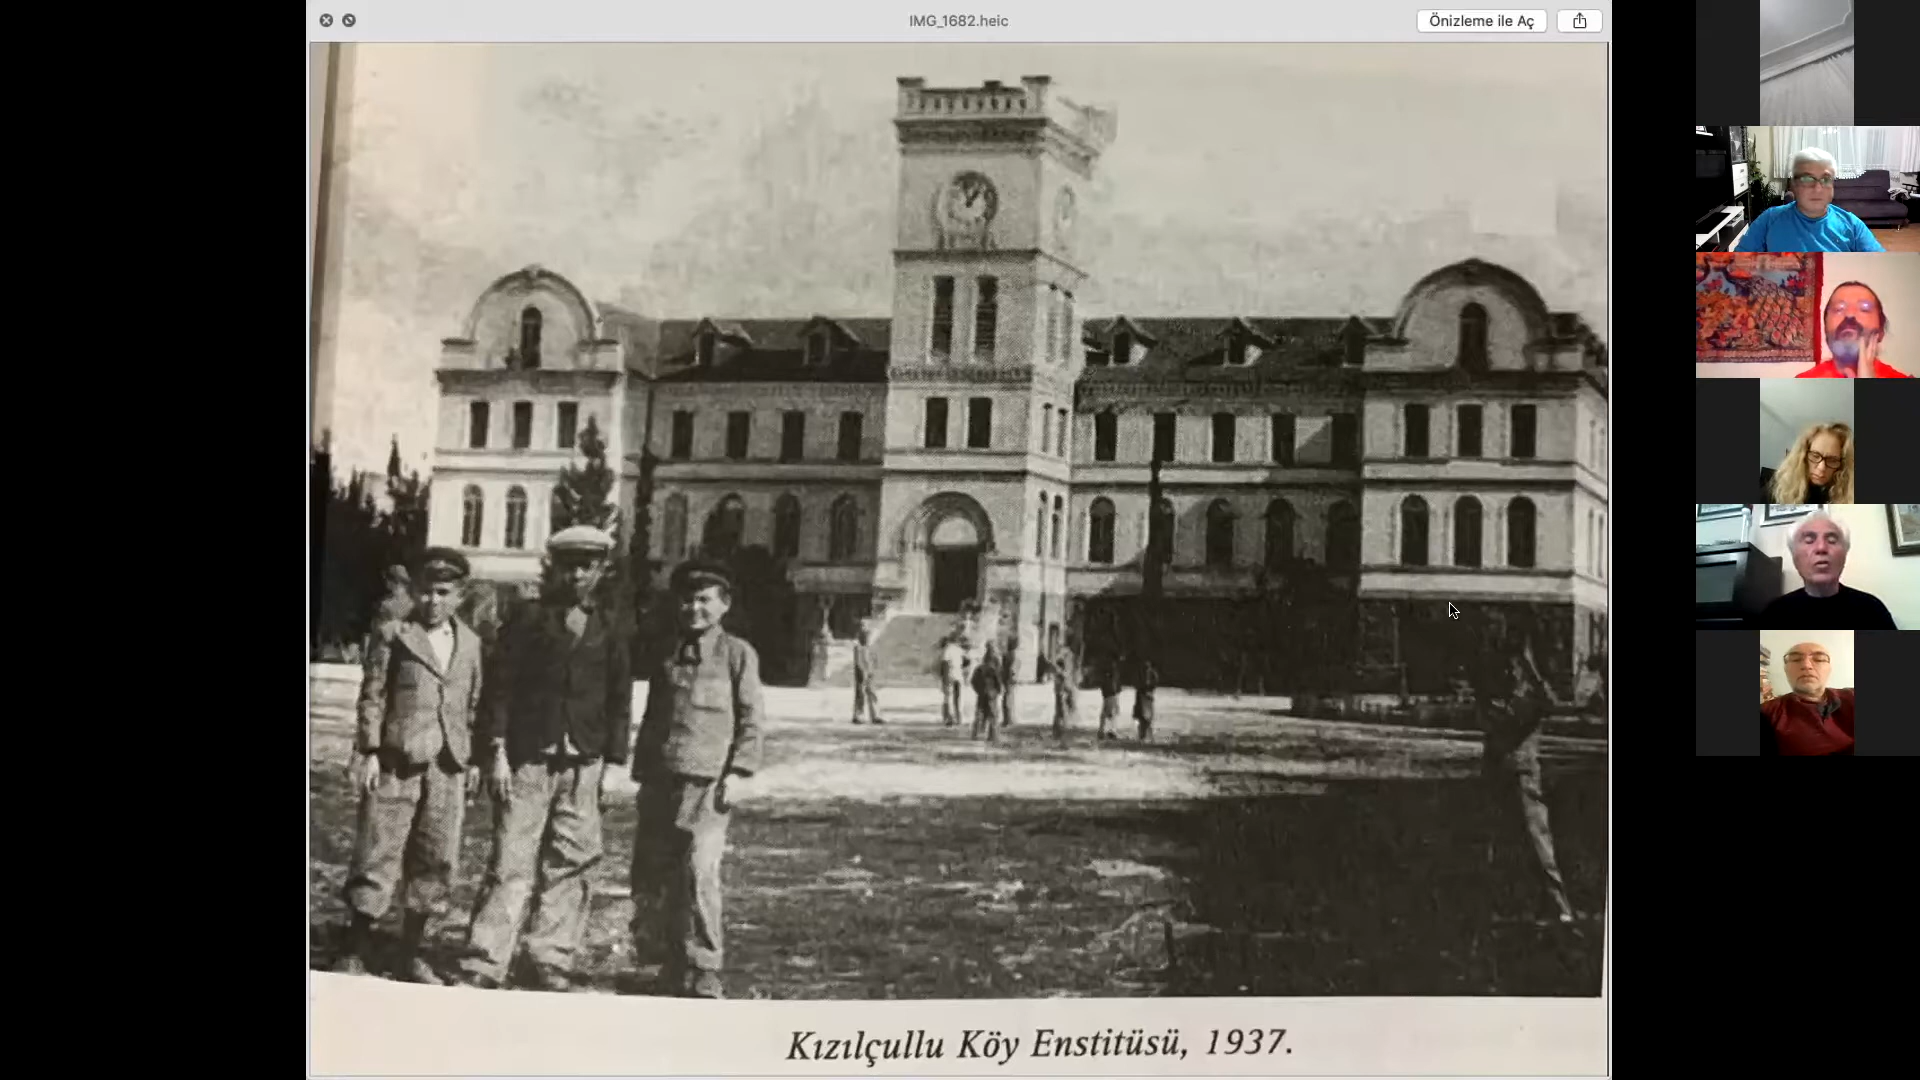 IMG_1682.heic
Önizleme ile Aç
Kızılçullu Köy Enstitüsü, 1937.